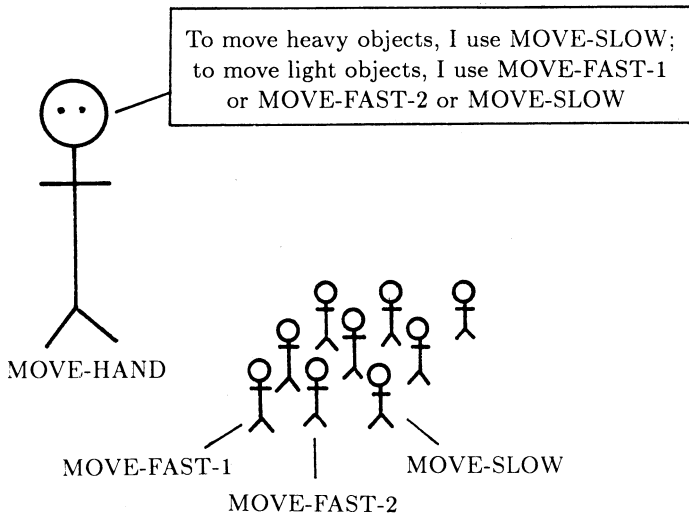 To move heavy objects, I use MOVE-SLOW;
to move light objects, I use MOVE-FAST-1
or MOVE-FAST-2 or MOVE-SLOW
MOVE-HAND
MOVE-FAST-1
MOVE-SLOW
MOVE-FAST-2